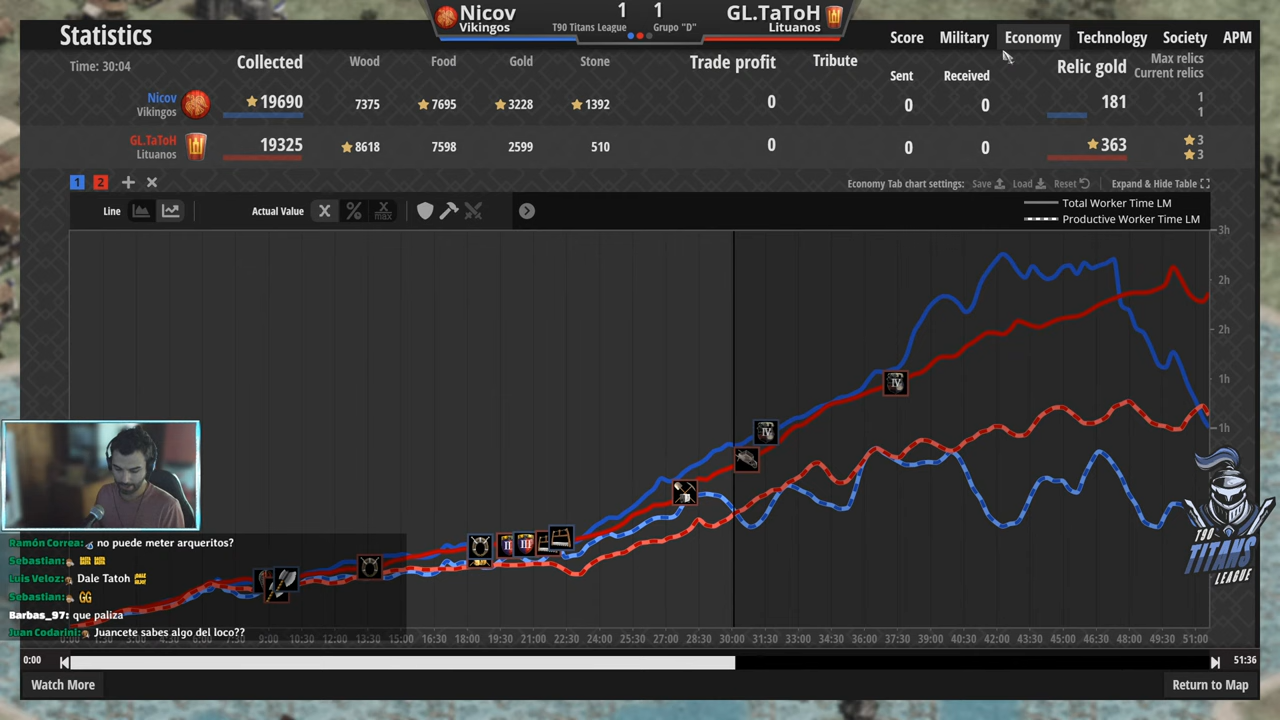 Nicov 1 1 GL.TaToH
Vikingos T90 Titans League Grupo "D" Lituanos
Statistics Score Military Economy Technology Society APM
Time: 30:04 Collected Wood Food Gold Stone Trade profit Tribute Sent Received Relic gold Max relics
Current relics
Nicov 19690 7375 7695 3228 1392 0 0 0 181 1
Vikingos 1
GL.TaToH 19325 8618 7598 2599 510 0 0 0 363 3
Lituanos 3
1 2 Economy Tab chart settings: Save Load Reset Expand & Hide Table
Line Actual Value X % X/max
Total Worker Time LM
Productive Worker Time LM
3h
2h
2h
1h
1h
IV
IV
II III
Ramón Correa: no puede meter arqueritos?
Sebastian:
Luis Veloz: Dale Tatoh
Sebastian: GG
Barbas_97: que paliza
Juan Codarini: Juancete sabes algo del loco??
T90
TITANS
LEAGUE
9:00 10:30 12:00 13:30 15:00 16:30 18:00 19:30 21:00 22:30 24:00 25:30 27:00 28:30 30:00 31:30 33:00 34:30 36:00 37:30 39:00 40:30 42:00 43:30 45:00 46:30 48:00 49:30 51:00
0:00 51:36
Watch More Return to Map